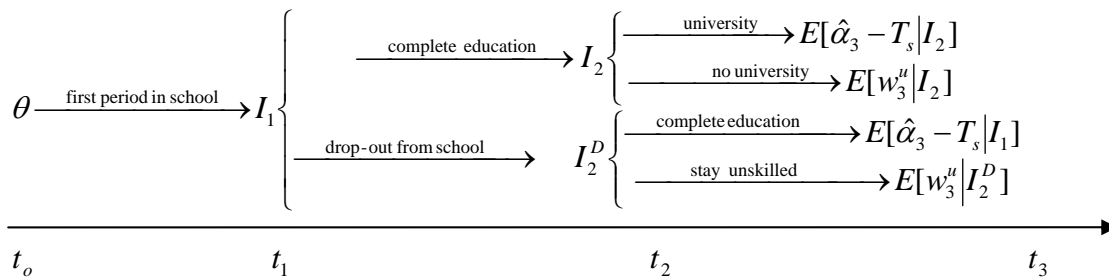 university E[α̂₃ − Tₛ|I₂]
complete education I₂
no university E[w₃ᵘ|I₂]
θ first period in school I₁
complete education E[α̂₃ − Tₛ|I₁]
drop-out from school I₂ᴰ
stay unskilled E[w₃ᵘ|I₂ᴰ]
tₒ t₁ t₂ t₃